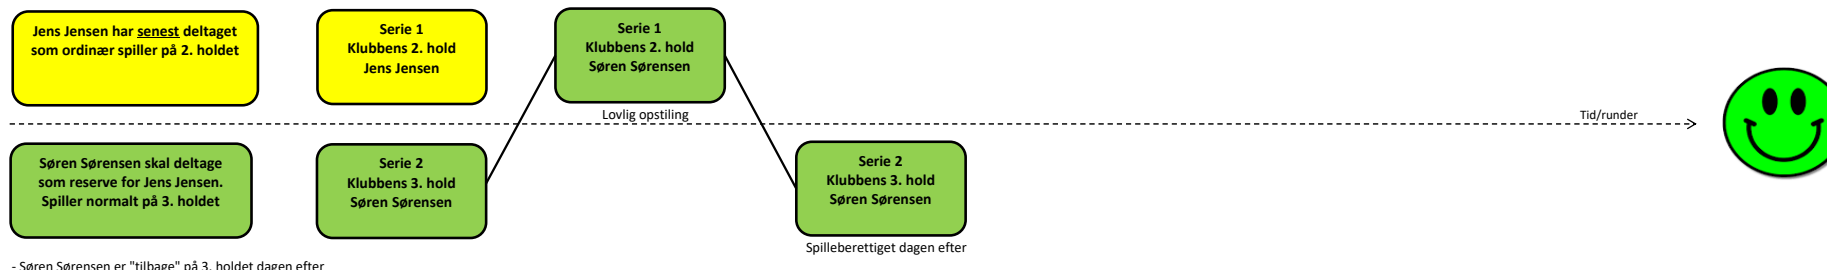 Jens Jensen har senest deltaget
som ordinær spiller på 2. holdet
Serie 1
Klubbens 2. hold
Jens Jensen
Serie 1
Klubbens 2. hold
Søren Sørensen
Lovlig opstiling
Tid/runder
Søren Sørensen skal deltage
som reserve for Jens Jensen.
Spiller normalt på 3. holdet
Serie 2
Klubbens 3. hold
Søren Sørensen
Serie 2
Klubbens 3. hold
Søren Sørensen
Spilleberettiget dagen efter
- Søren Sørensen er "tilbage" på 3. holdet dagen efter